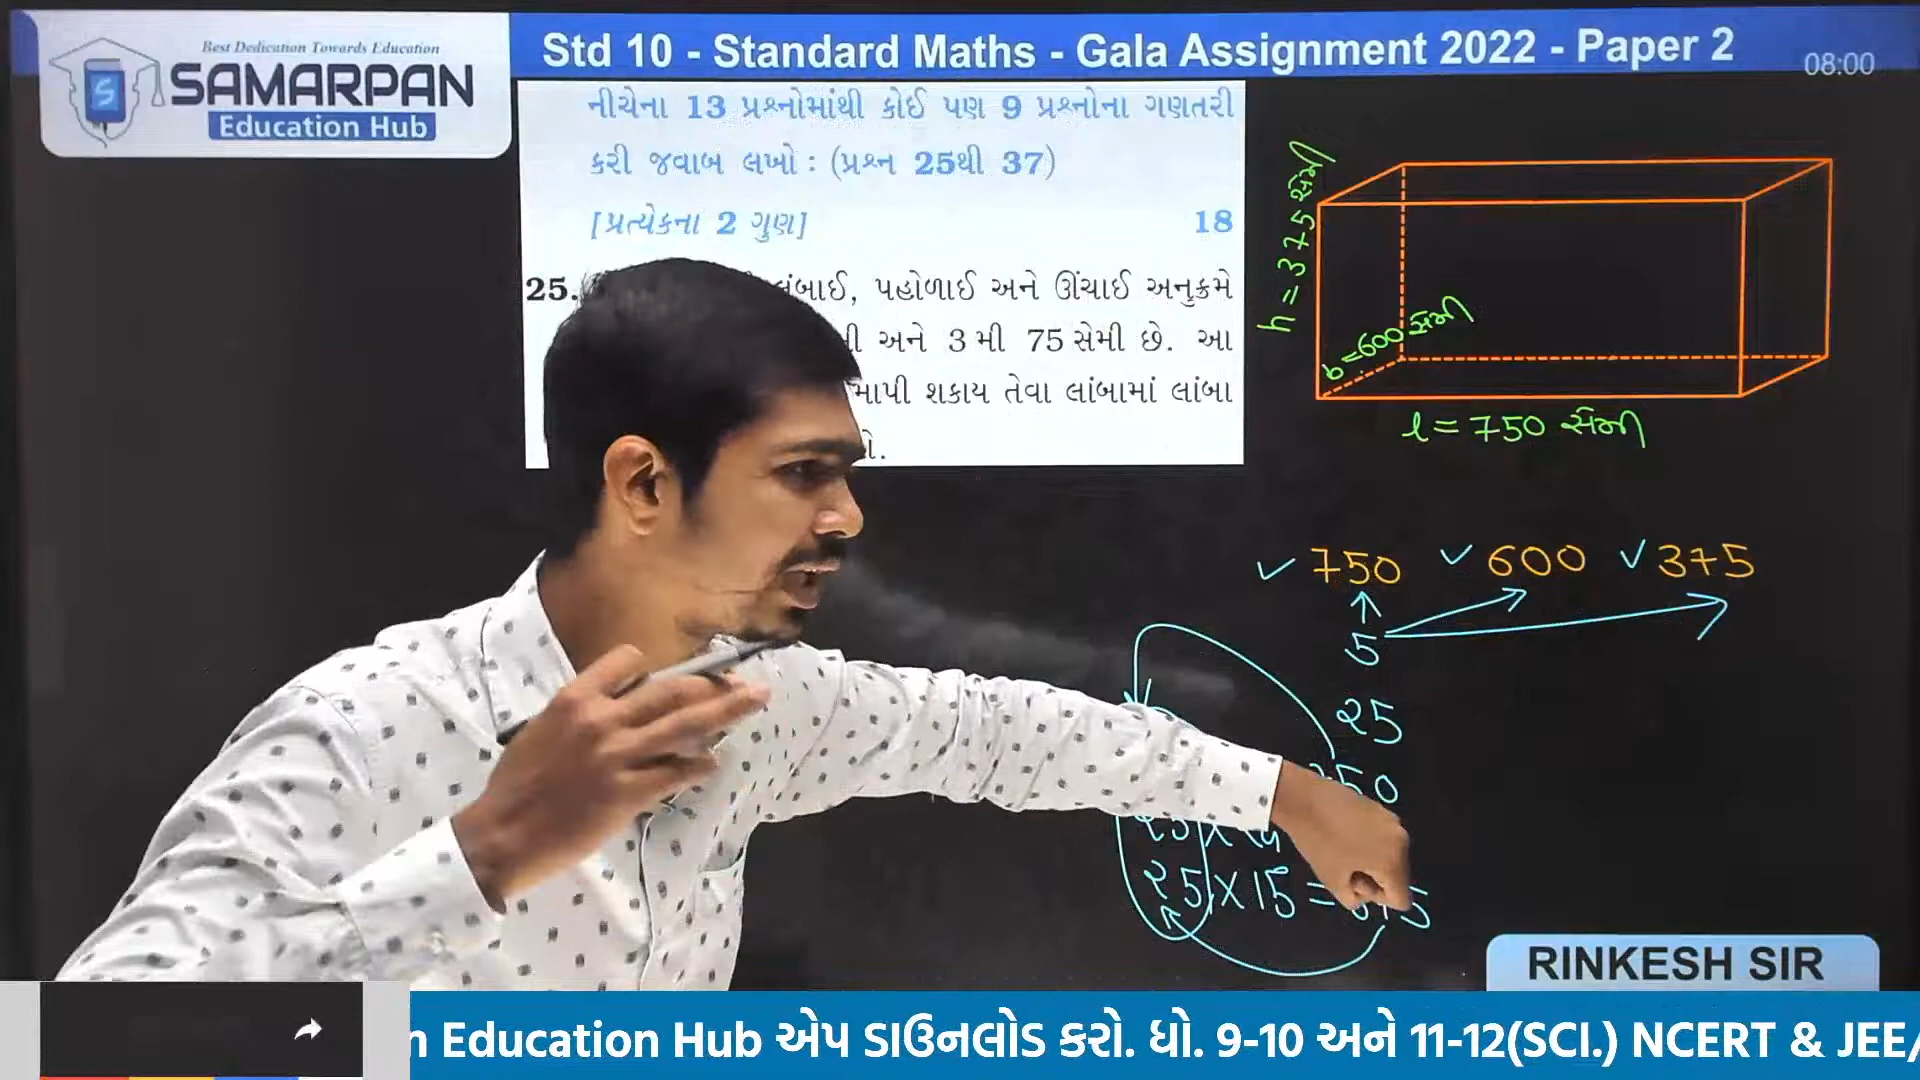 Best Dedication Towards Education
SAMARPAN
Education Hub
Std 10 - Standard Maths - Gala Assignment 2022 - Paper 2
08:00
નીચેના 13 પ્રશ્નોમાંથી કોઈ પણ 9 પ્રશ્નોના ગણતરી
કરી જવાબ લખો : (પ્રશ્ન 25થી 37)
[પ્રત્યેકના 2 ગુણ] 18
25. લંબાઈ, પહોળાઈ અને ઊંચાઈ અનુક્રમે
અને 3 મી 75 સેમી છે. આ
માપી શકાય તેવા લાંબામાં લાંબા
h = 375 સેમી
b = 600 સેમી
l = 750 સેમી
✓ 750 ✓ 600 ✓ 375
5
25
25 × 15 =
RINKESH SIR
Education Hub એપ ડાઉનલોડ કરો. ધો. 9-10 અને 11-12(SCI.) NCERT & JEE/